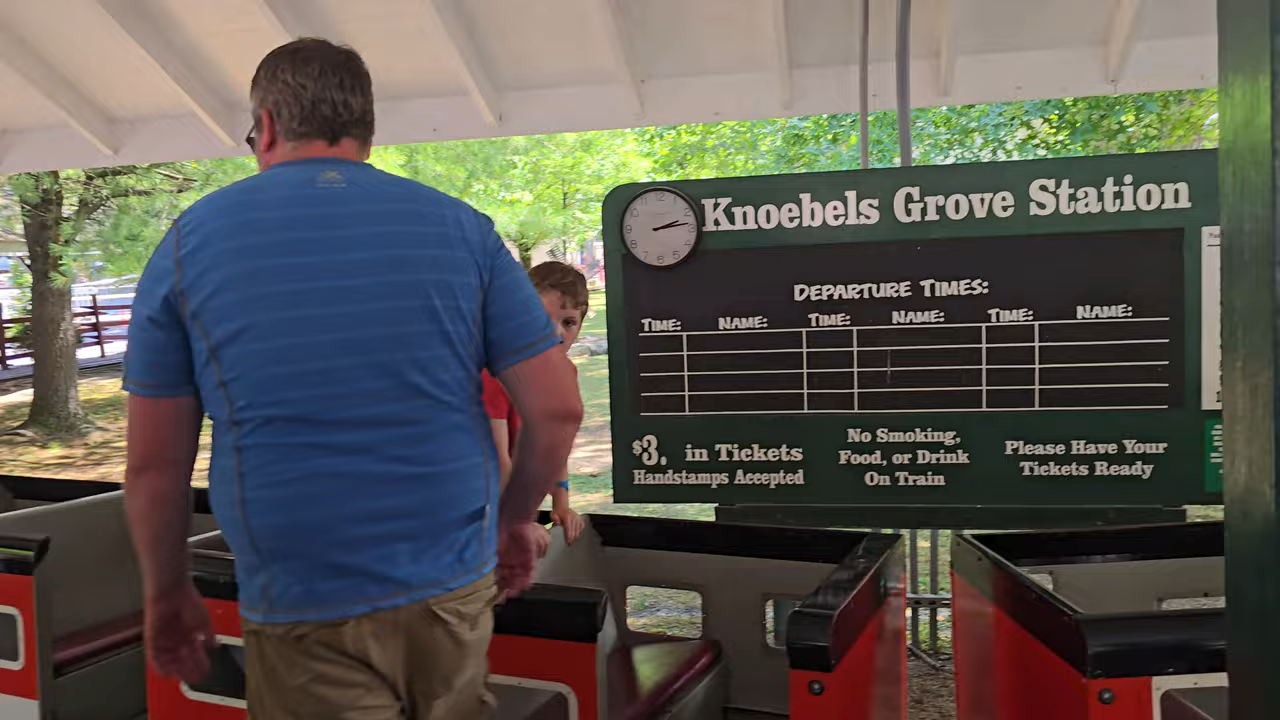 Knoebels Grove Station
DEPARTURE TIMES:
TIME: NAME: TIME: NAME: TIME: NAME:
$3. in Tickets
Handstamps Accepted
No Smoking,
Food, or Drink
On Train
Please Have Your
Tickets Ready